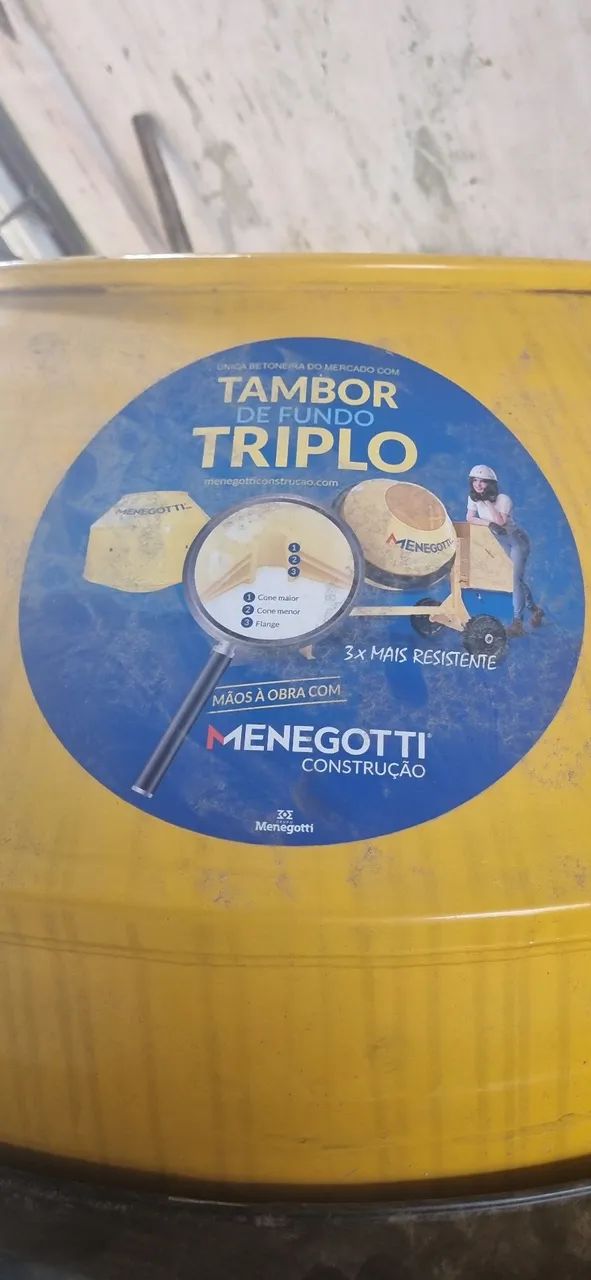 ÚNICA BETONEIRA DO MERCADO COM
TAMBOR
DE FUNDO
TRIPLO
menegotticonstrucao.com
MENEGOTTI
MENEGOTTI
1
2
3
1 Cone maior
2 Cone menor
3 Flange
3x MAIS RESISTENTE
MÃOS À OBRA COM
MENEGOTTI
CONSTRUÇÃO
GRUPO
Menegotti